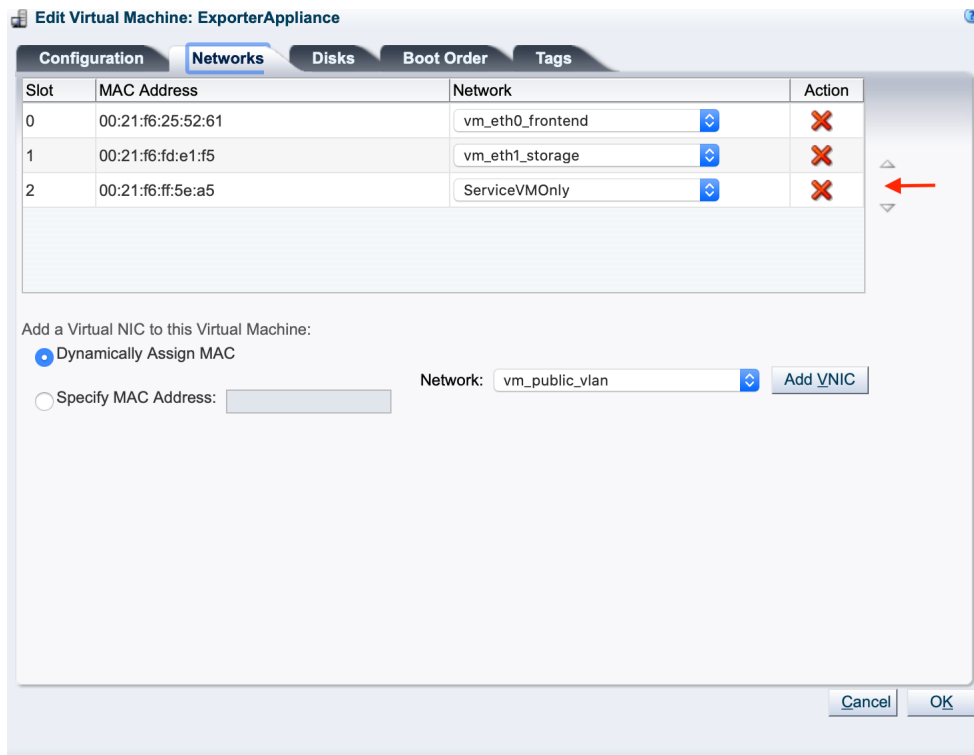 Edit Virtual Machine: ExporterAppliance
Configuration Networks Disks Boot Order Tags
Slot MAC Address Network Action
0 00:21:f6:25:52:61 vm_eth0_frontend
1 00:21:f6:fd:e1:f5 vm_eth1_storage
2 00:21:f6:ff:5e:a5 ServiceVMOnly
Add a Virtual NIC to this Virtual Machine:
Dynamically Assign MAC
Network: vm_public_vlan Add VNIC
Specify MAC Address:
Cancel OK